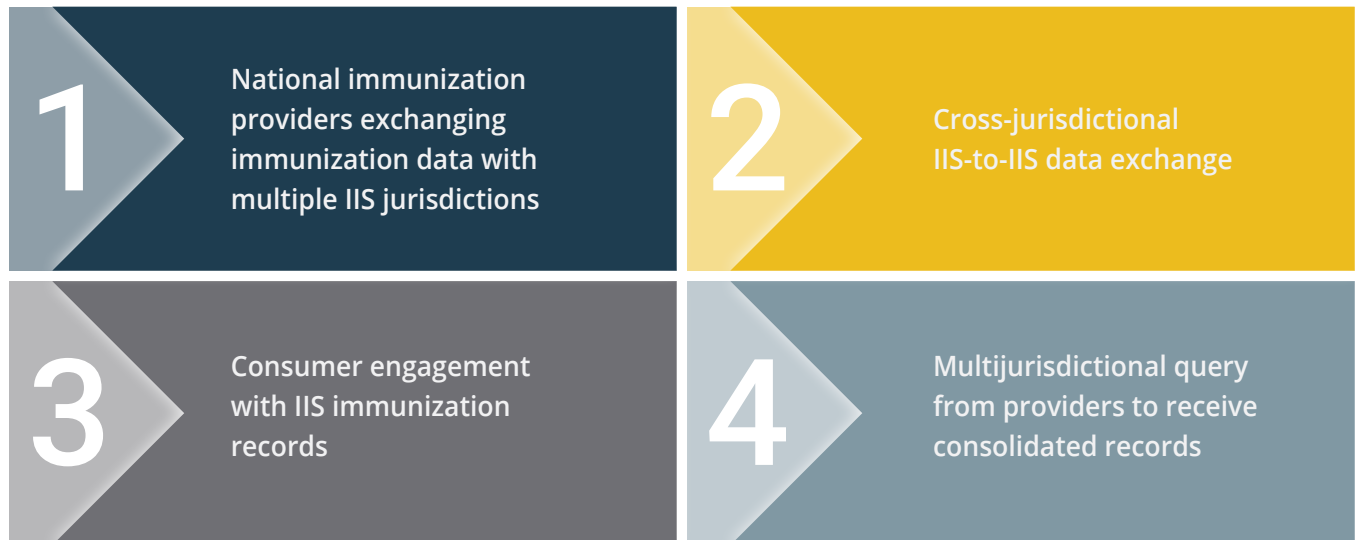 1
National immunization
providers exchanging
immunization data with
multiple IIS jurisdictions
2
Cross-jurisdictional
IIS-to-IIS data exchange
3
Consumer engagement
with IIS immunization
records
4
Multijurisdictional query
from providers to receive
consolidated records